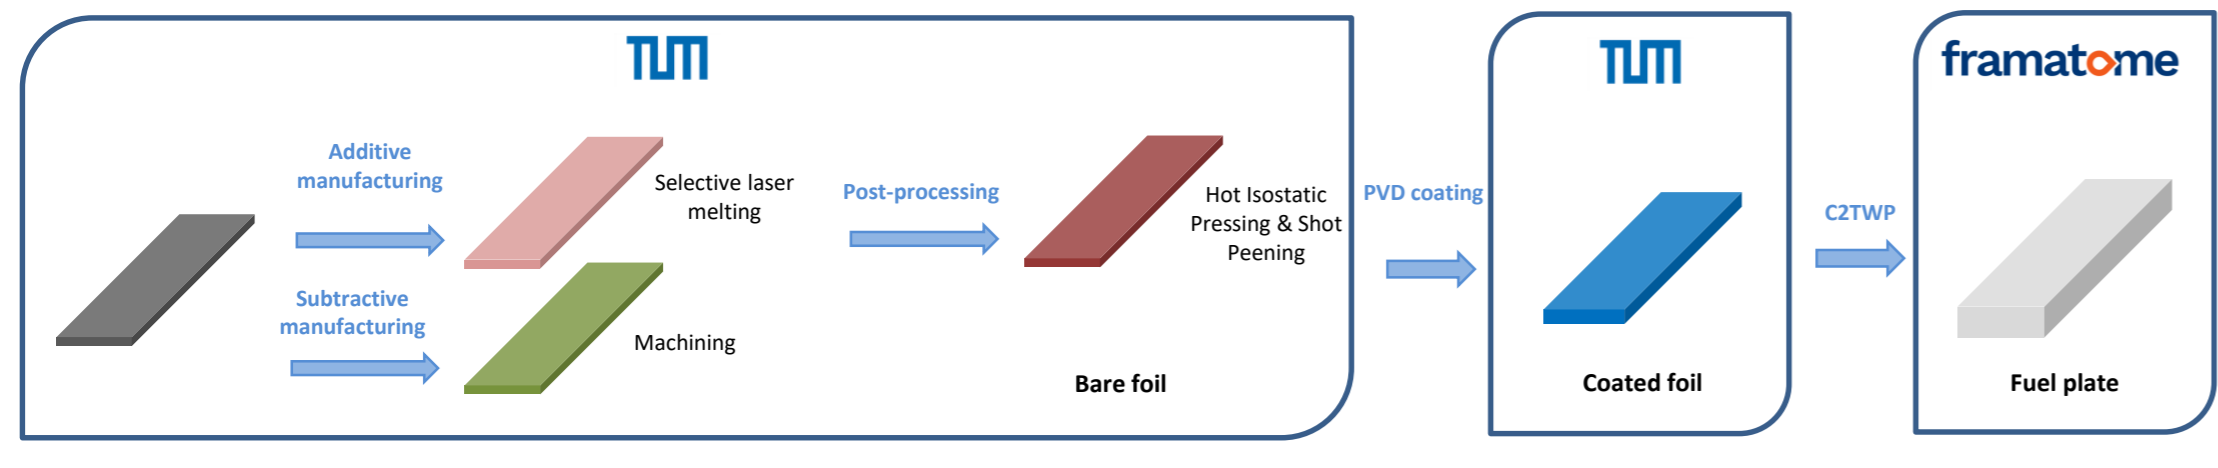 TUM
Additive
manufacturing
Selective laser
melting
Subtractive
manufacturing
Machining
Post-processing
Hot Isostatic
Pressing & Shot
Peening
Bare foil
PVD coating
TUM
Coated foil
C2TWP
framatome
Fuel plate